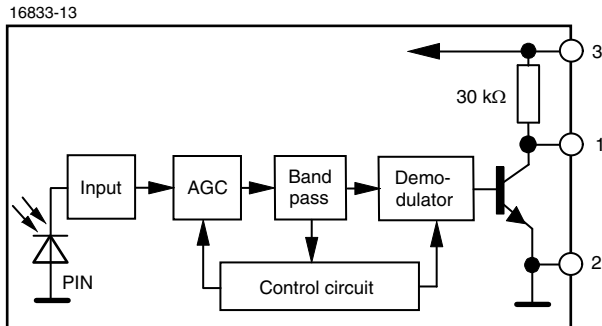 16833-13
3
30 kΩ
1
Input
AGC
Band
pass
Demo-
dulator
2
PIN
Control circuit